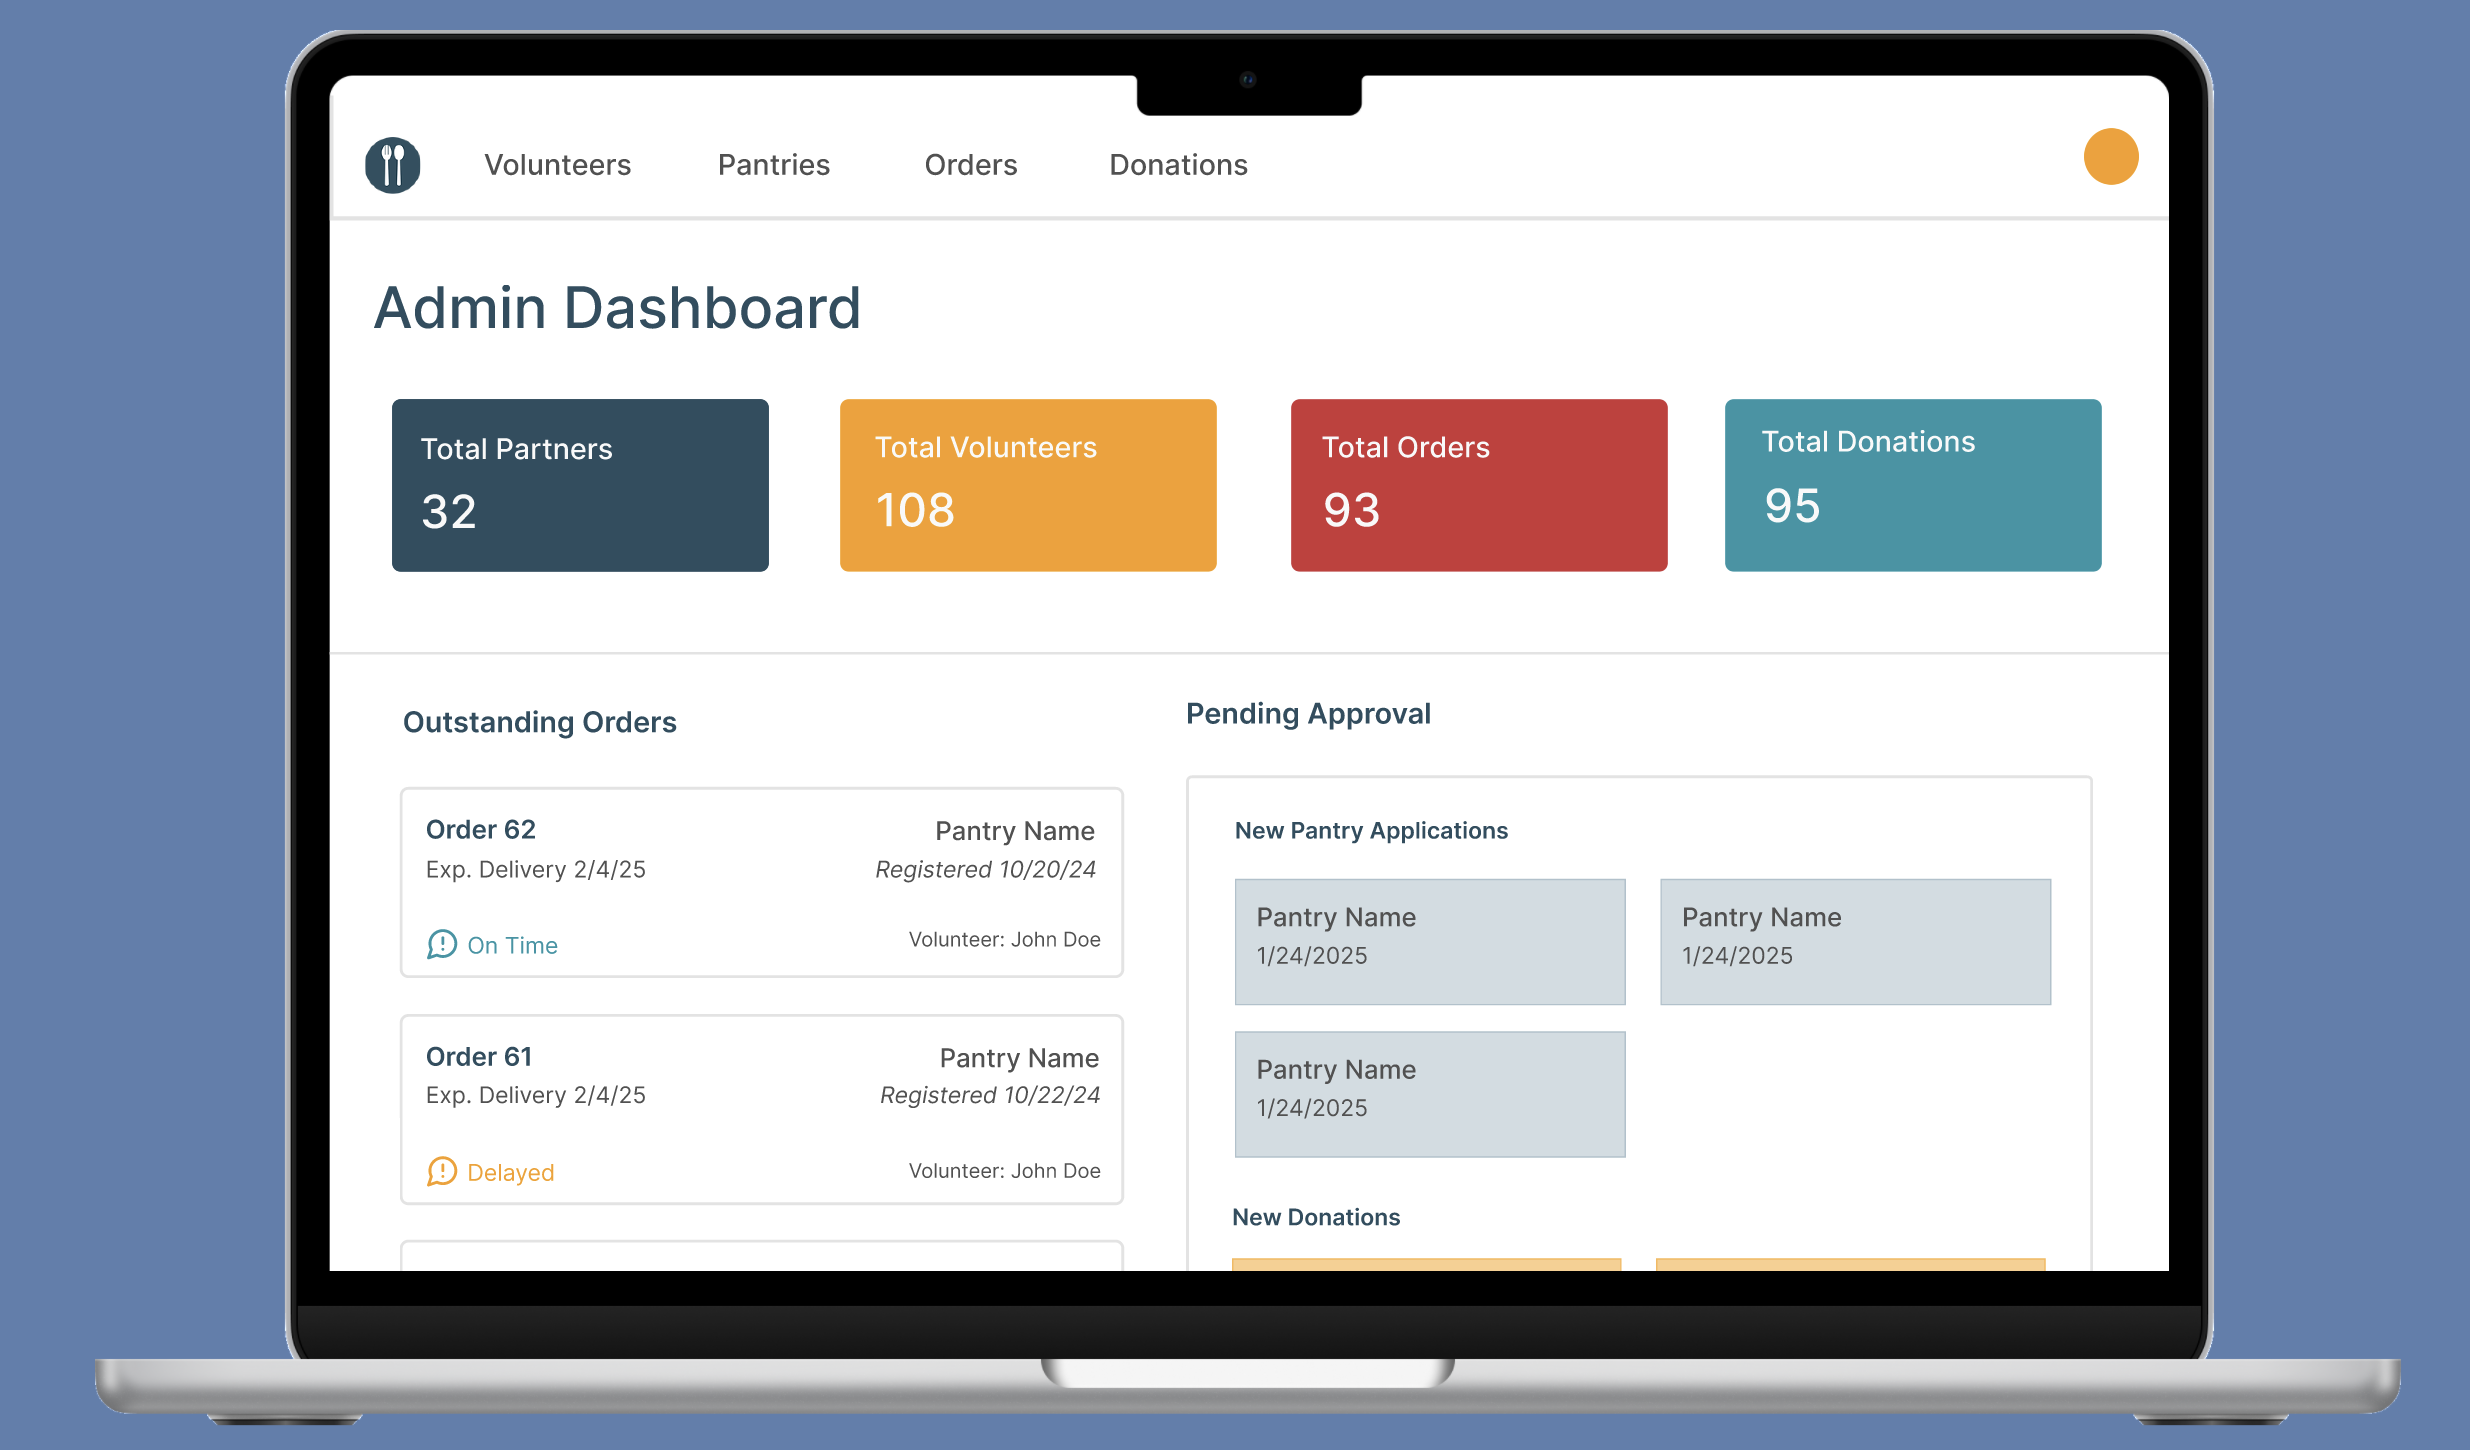 Volunteers
Pantries
Orders
Donations
Admin Dashboard
Total Partners
32
Total Volunteers
108
Total Orders
93
Total Donations
95
Outstanding Orders
Order 62
Pantry Name
Exp. Delivery 2/4/25
Registered 10/20/24
On Time
Volunteer: John Doe
Order 61
Pantry Name
Exp. Delivery 2/4/25
Registered 10/22/24
Delayed
Volunteer: John Doe
Pending Approval
New Pantry Applications
Pantry Name
1/24/2025
Pantry Name
1/24/2025
Pantry Name
1/24/2025
New Donations